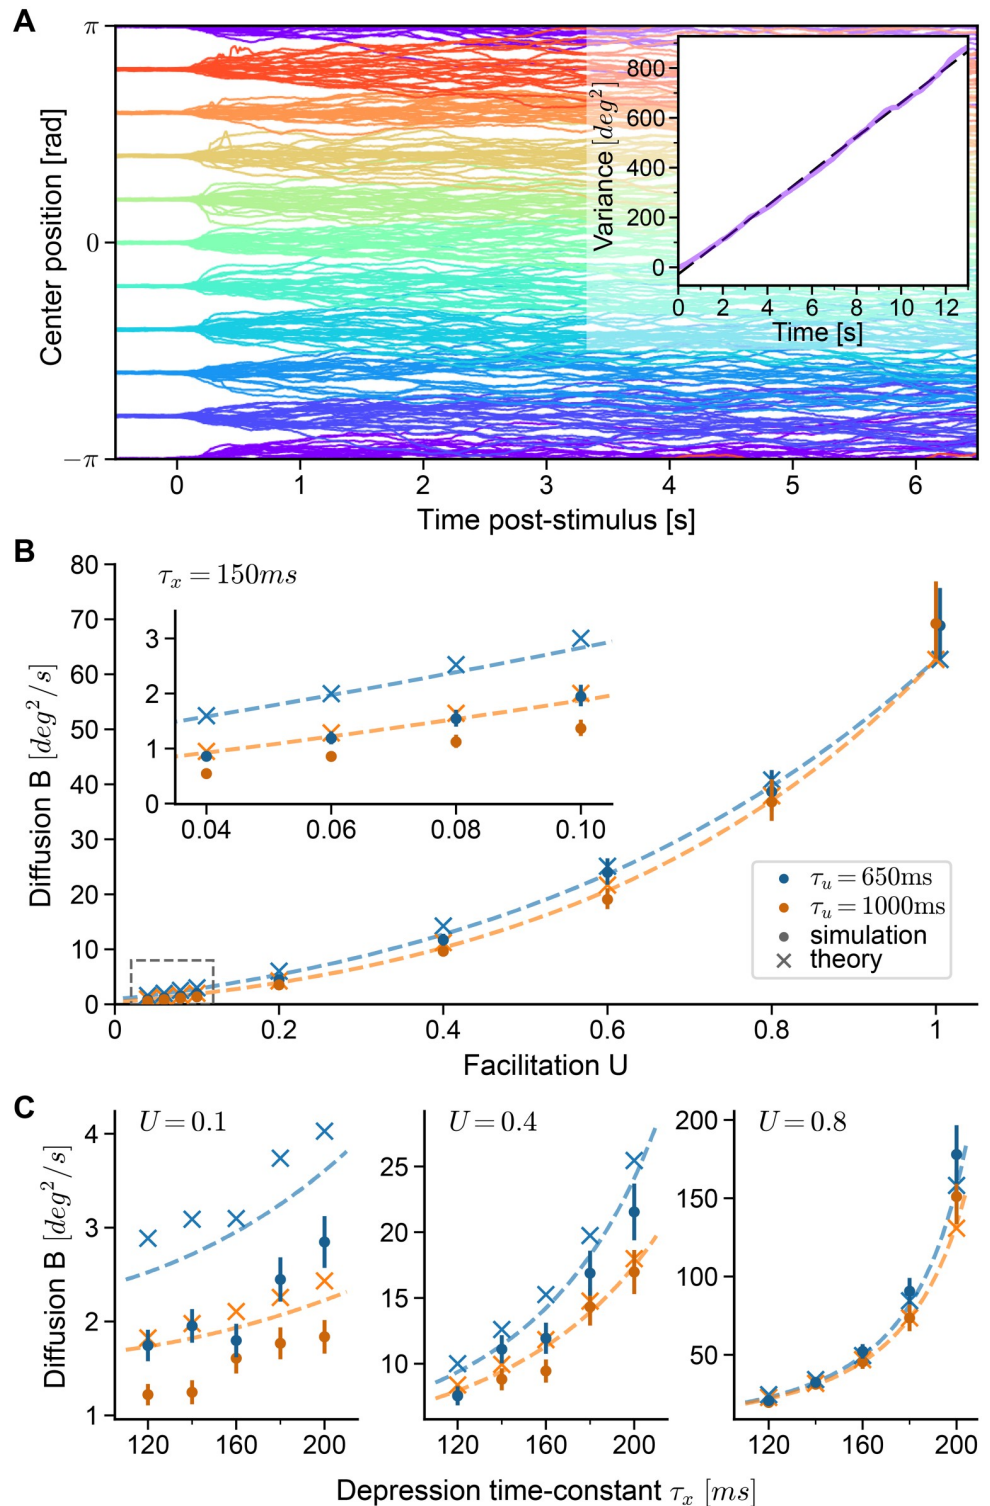 A
π
0
−π
Center position [rad]
0 1 2 3 4 5 6
Time post-stimulus [s]
800
600
400
200
0
Variance [deg²]
0 2 4 6 8 10 12
Time [s]
B
80
70
60
50
40
30
20
10
0
Diffusion B [deg²/s]
τₓ = 150ms
3
2
1
0
0.04 0.06 0.08 0.10
τᵤ = 650ms
τᵤ = 1000ms
simulation
theory
0 0.2 0.4 0.6 0.8 1
Facilitation U
C
U = 0.1
U = 0.4
U = 0.8
Diffusion B [deg²/s]
4
3
2
1
25
20
15
10
200
150
100
50
120 160 200
120 160 200
120 160 200
Depression time-constant τₓ [ms]